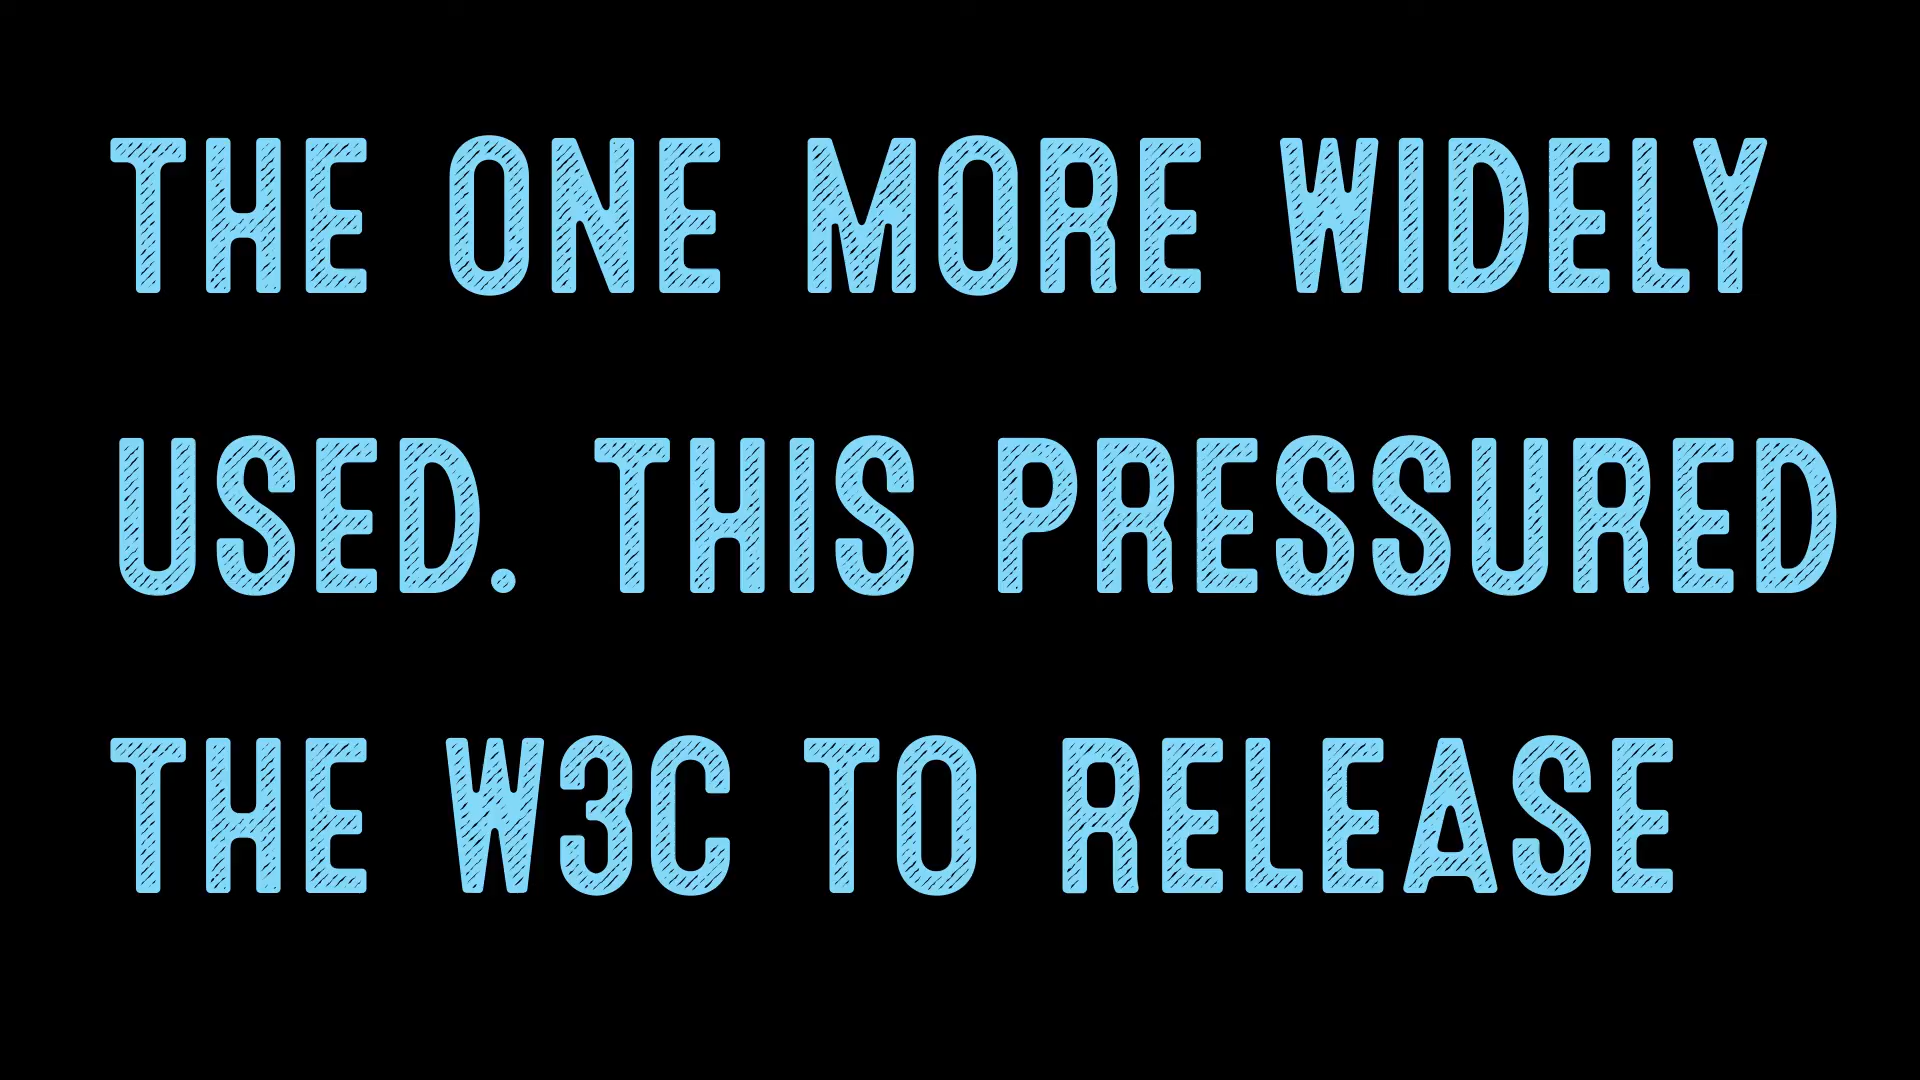 THE ONE MORE WIDELY
USED. THIS PRESSURED
THE W3C TO RELEASE